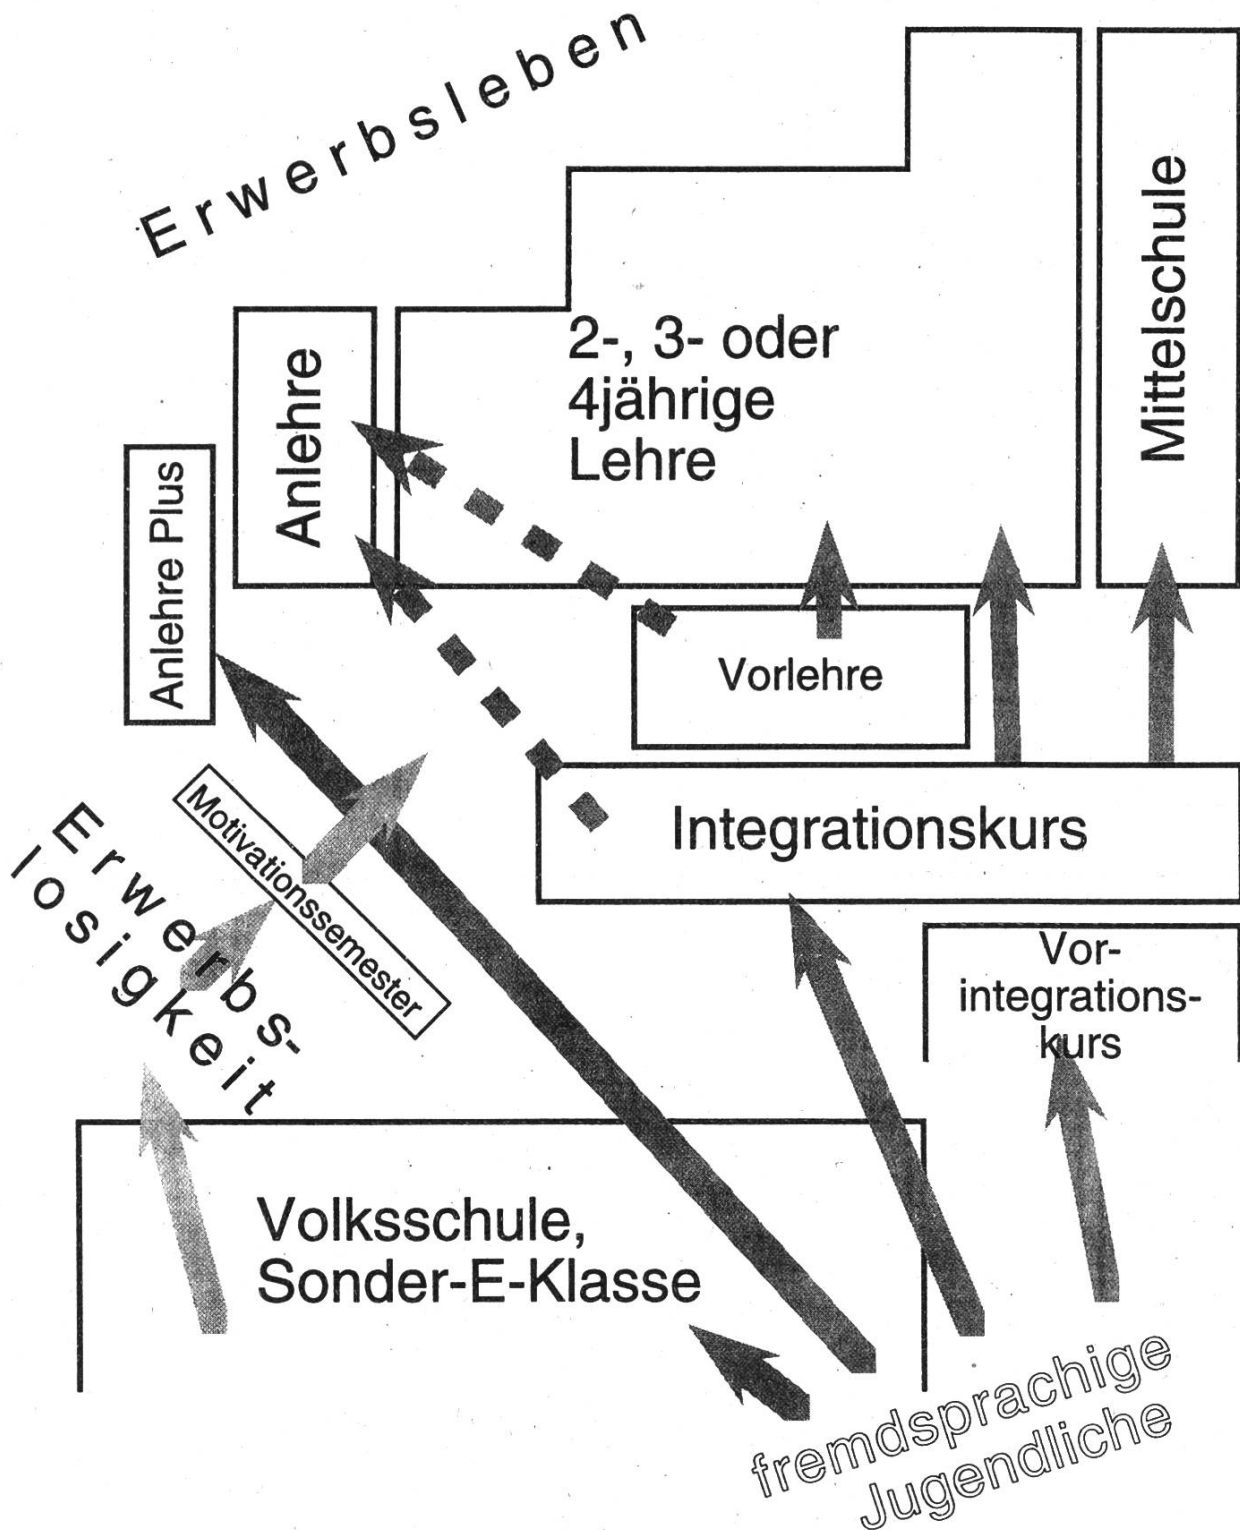 Erwerbsleben
Mittelschule
2-, 3- oder
4jährige
Lehre
Anlehre
Anlehre Plus
Vorlehre
Motivationssemester
Integrationskurs
Erwerbs-
losigkeit
Vor-
integrations-
kurs
Volksschule,
Sonder-E-Klasse
fremdsprachige
Jugendliche